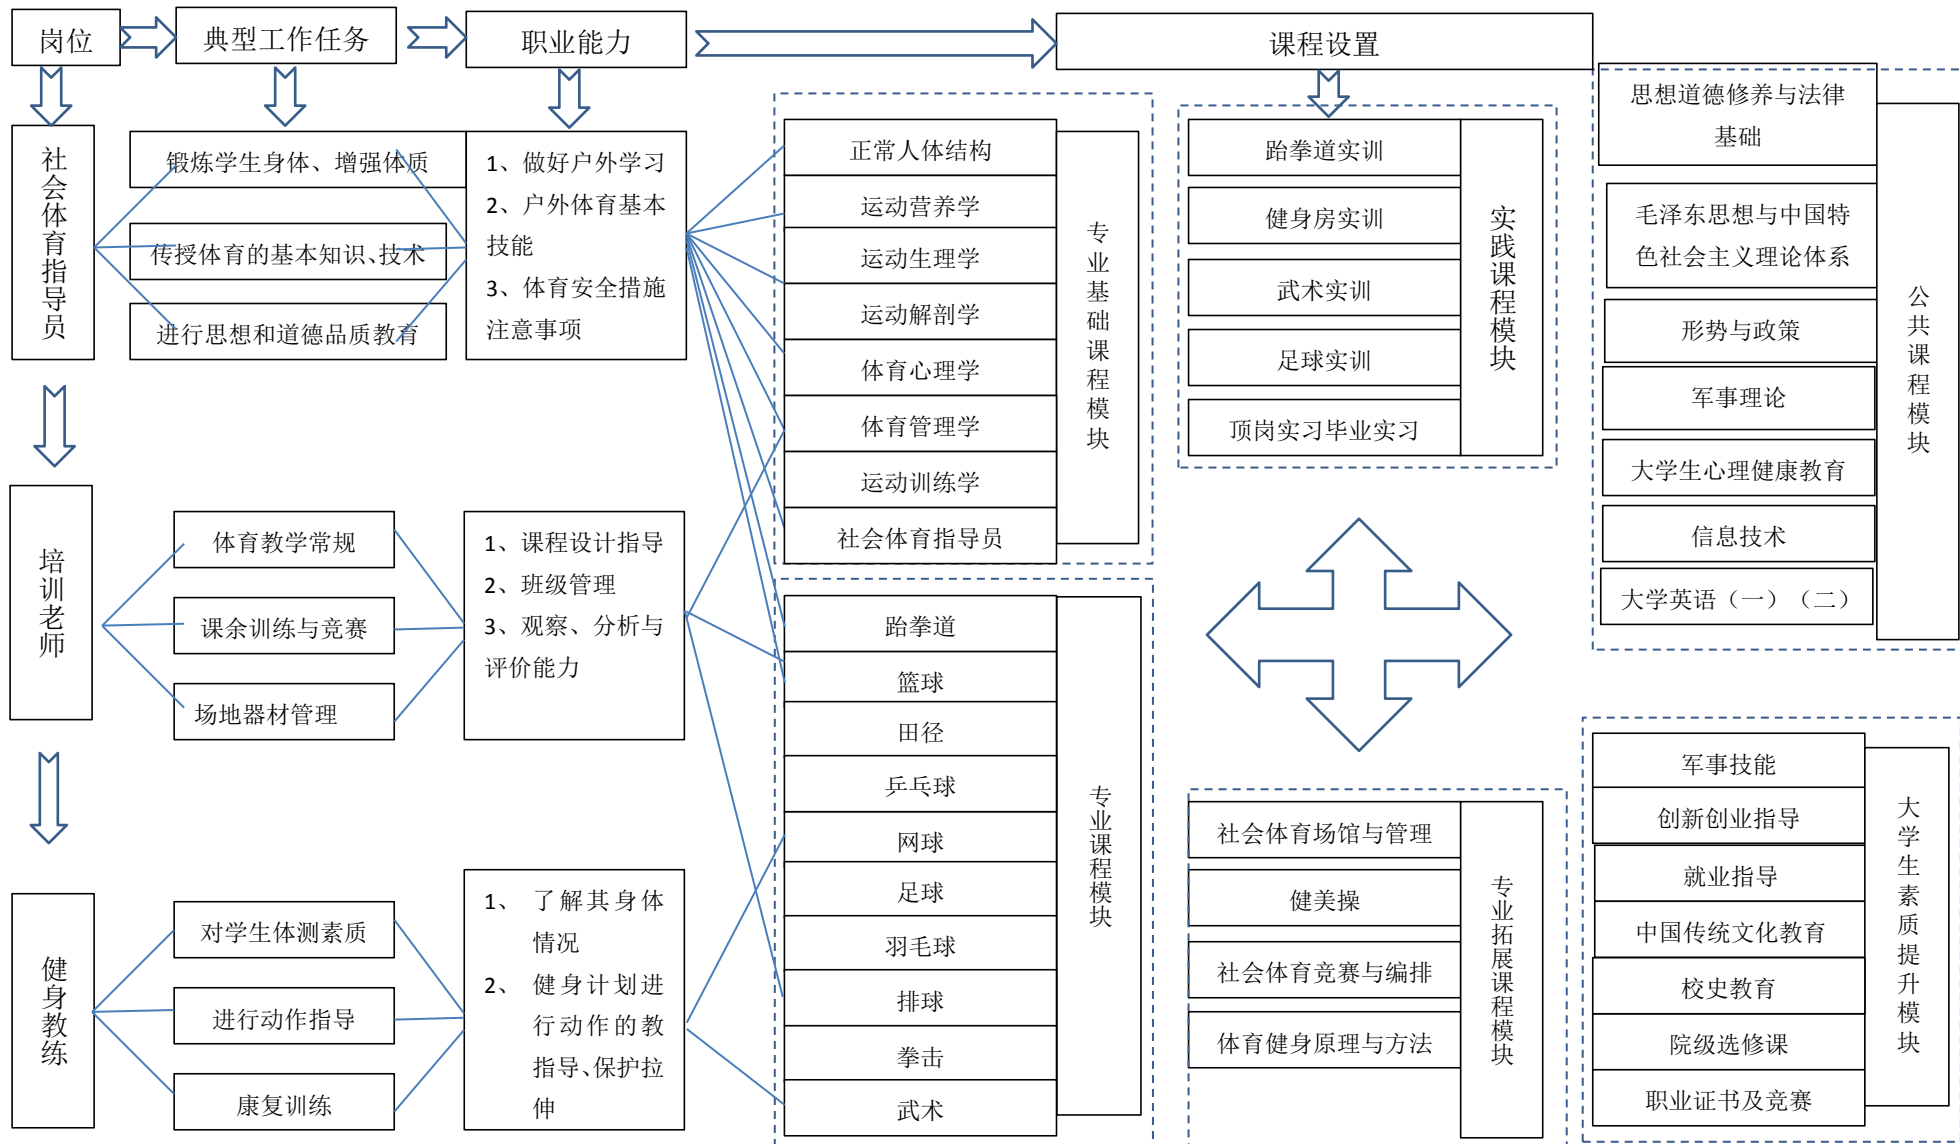 岗位
典型工作任务
职业能力
课程设置
社会体育指导员
锻炼学生身体、增强体质
传授体育的基本知识、技术
进行思想和道德品质教育
1、做好户外学习
2、户外体育基本
技能
3、体育安全措施
注意事项
培训老师
体育教学常规
课余训练与竞赛
场地器材管理
1、课程设计指导
2、班级管理
3、观察、分析与
评价能力
健身教练
对学生体测素质
进行动作指导
康复训练
1、 了解其身体
情况
2、 健身计划进
行动作的教
指导、保护拉
伸
正常人体结构
运动营养学
运动生理学
运动解剖学
体育心理学
体育管理学
运动训练学
社会体育指导员
专业基础课程模块
跆拳道
篮球
田径
乒乓球
网球
足球
羽毛球
排球
拳击
武术
专业课程模块
跆拳道实训
健身房实训
武术实训
足球实训
顶岗实习毕业实习
实践课程模块
社会体育场馆与管理
健美操
社会体育竞赛与编排
体育健身原理与方法
专业拓展课程模块
思想道德修养与法律
基础
毛泽东思想与中国特
色社会主义理论体系
形势与政策
军事理论
大学生心理健康教育
信息技术
大学英语（一）（二）
公共课程模块
军事技能
创新创业指导
就业指导
中国传统文化教育
校史教育
院级选修课
职业证书及竞赛
大学生素质提升模块